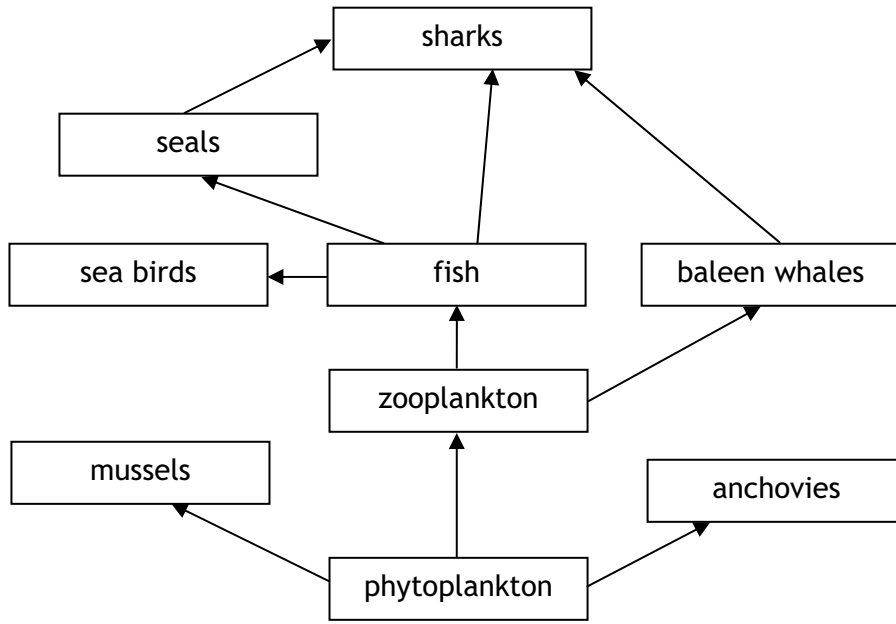 sharks
seals
sea birds
fish
baleen whales
zooplankton
mussels
anchovies
phytoplankton